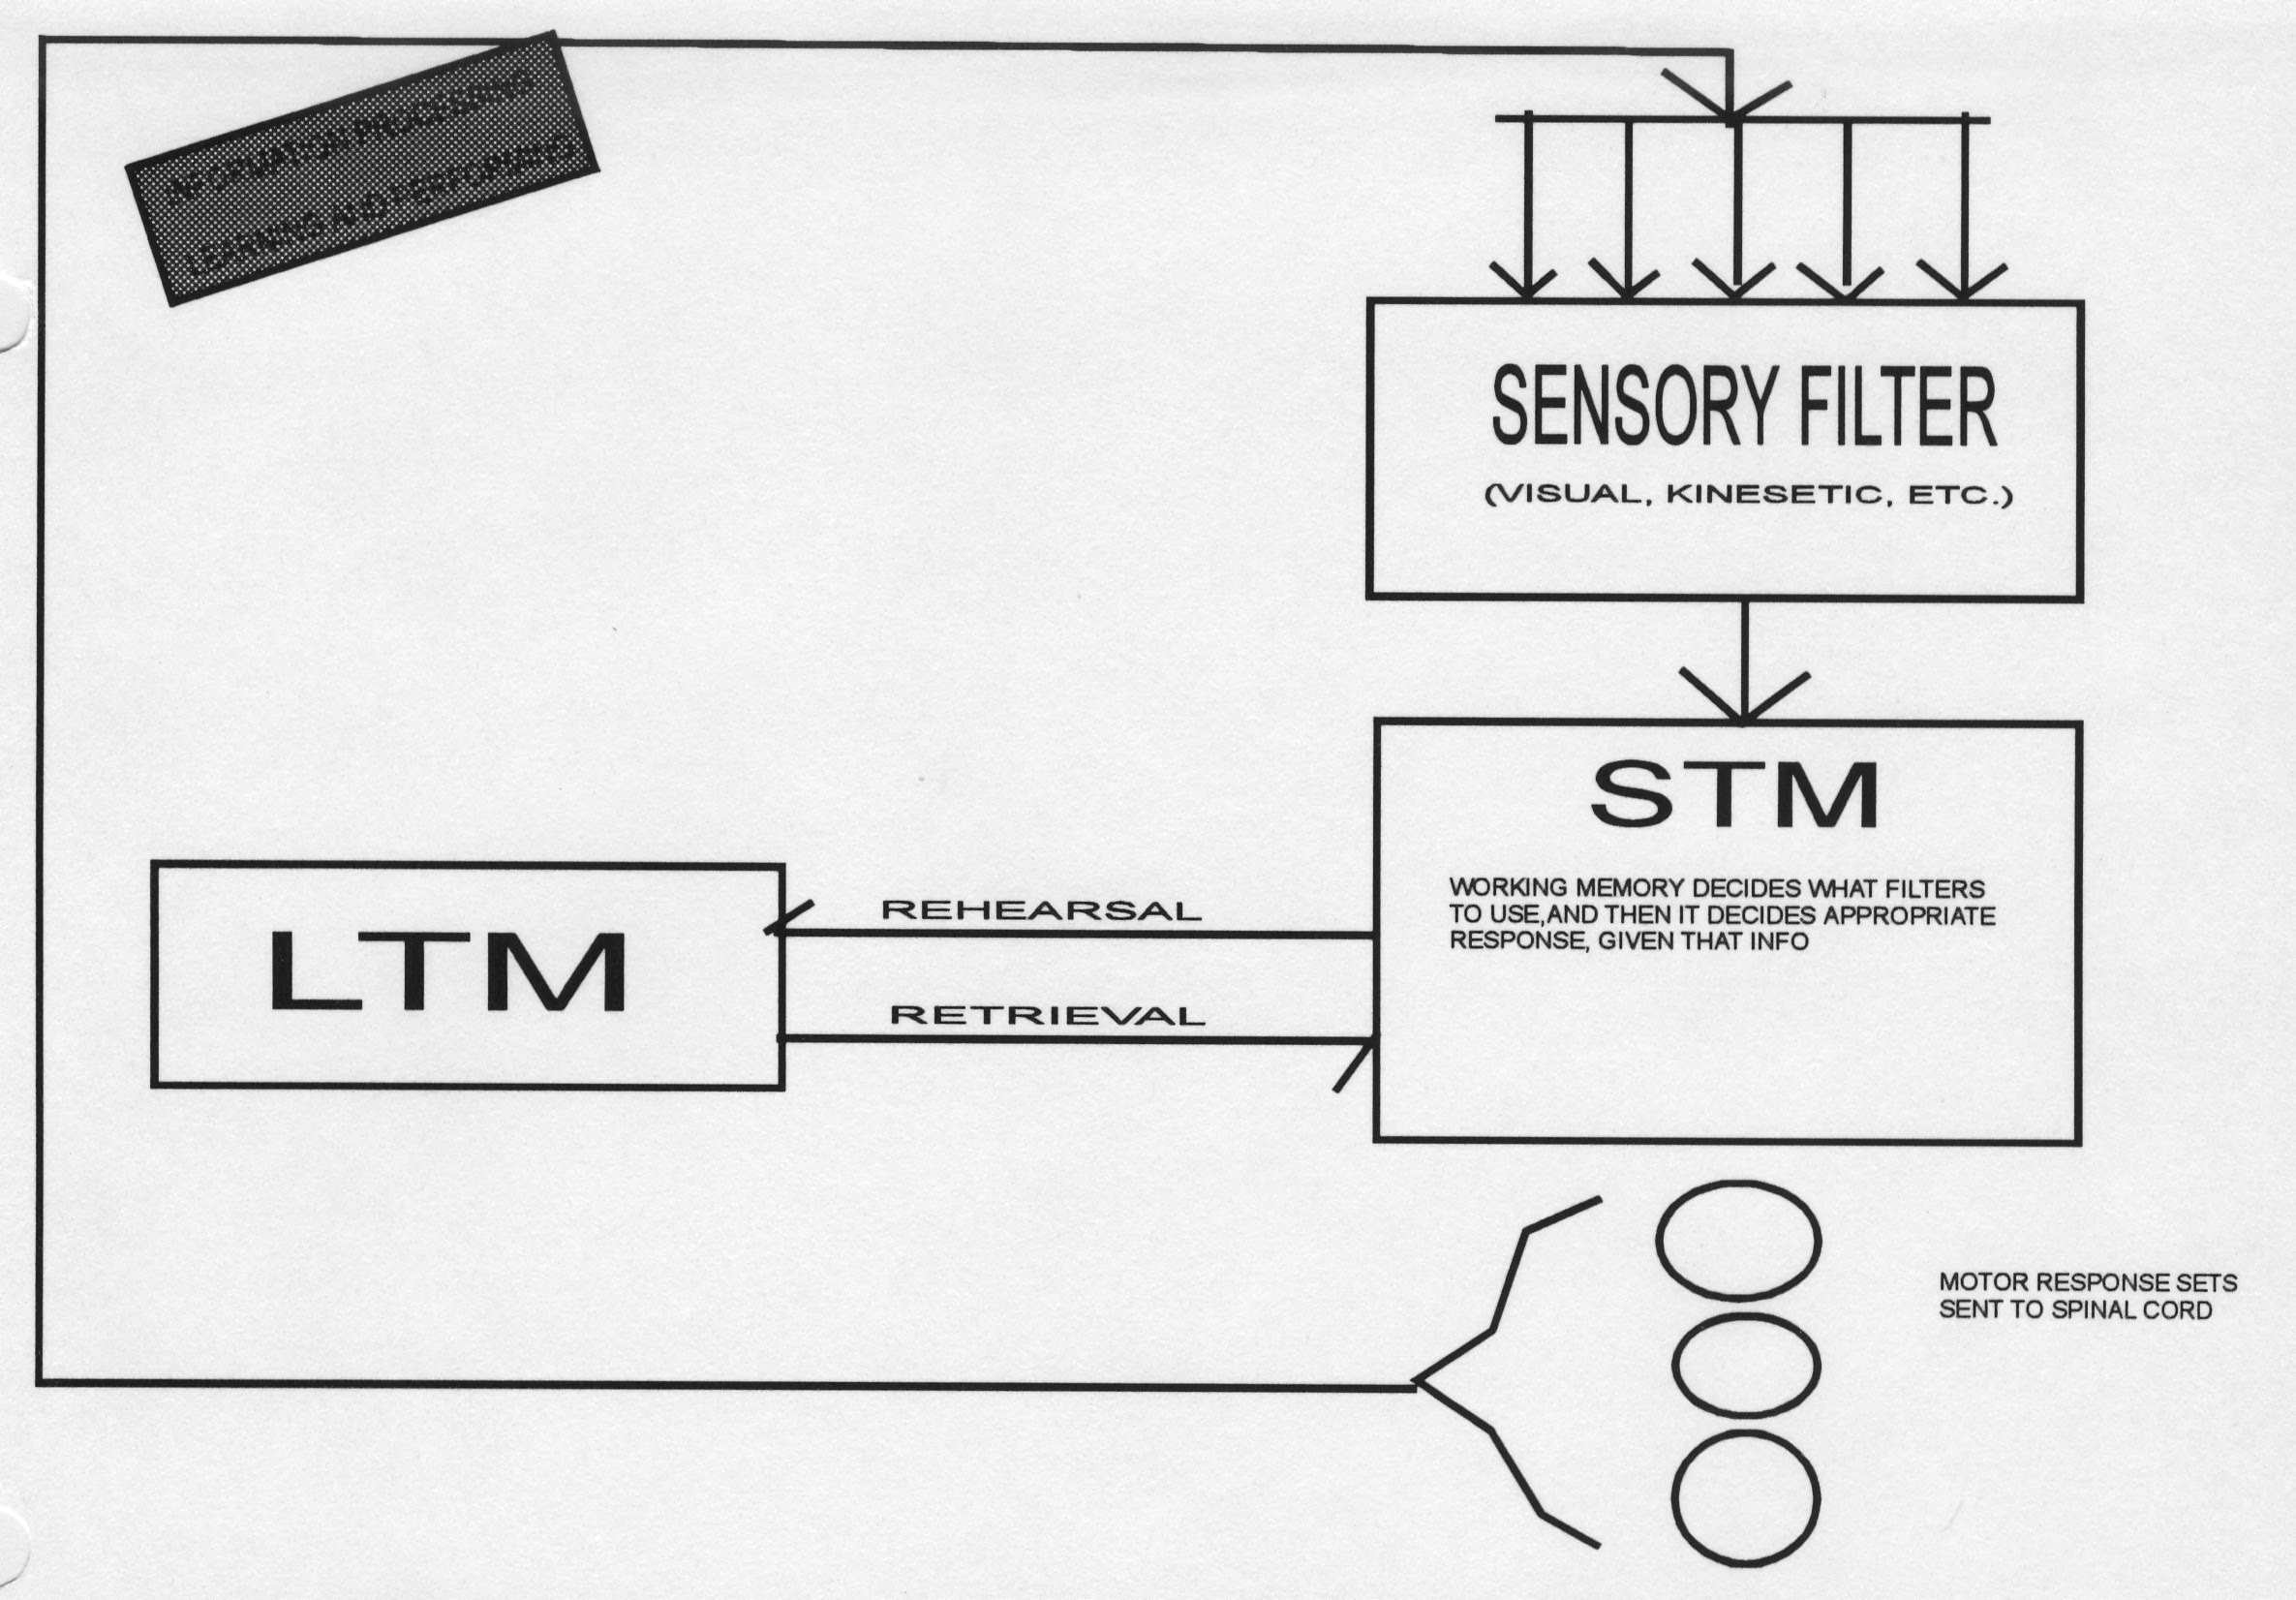 INFORMATION PROCESSING
LEARNING AND PERFORMING
SENSORY FILTER
(VISUAL, KINESETIC, ETC.)
STM
WORKING MEMORY DECIDES WHAT FILTERS
TO USE,AND THEN IT DECIDES APPROPRIATE
RESPONSE, GIVEN THAT INFO
REHEARSAL
LTM
RETRIEVAL
MOTOR RESPONSE SETS
SENT TO SPINAL CORD